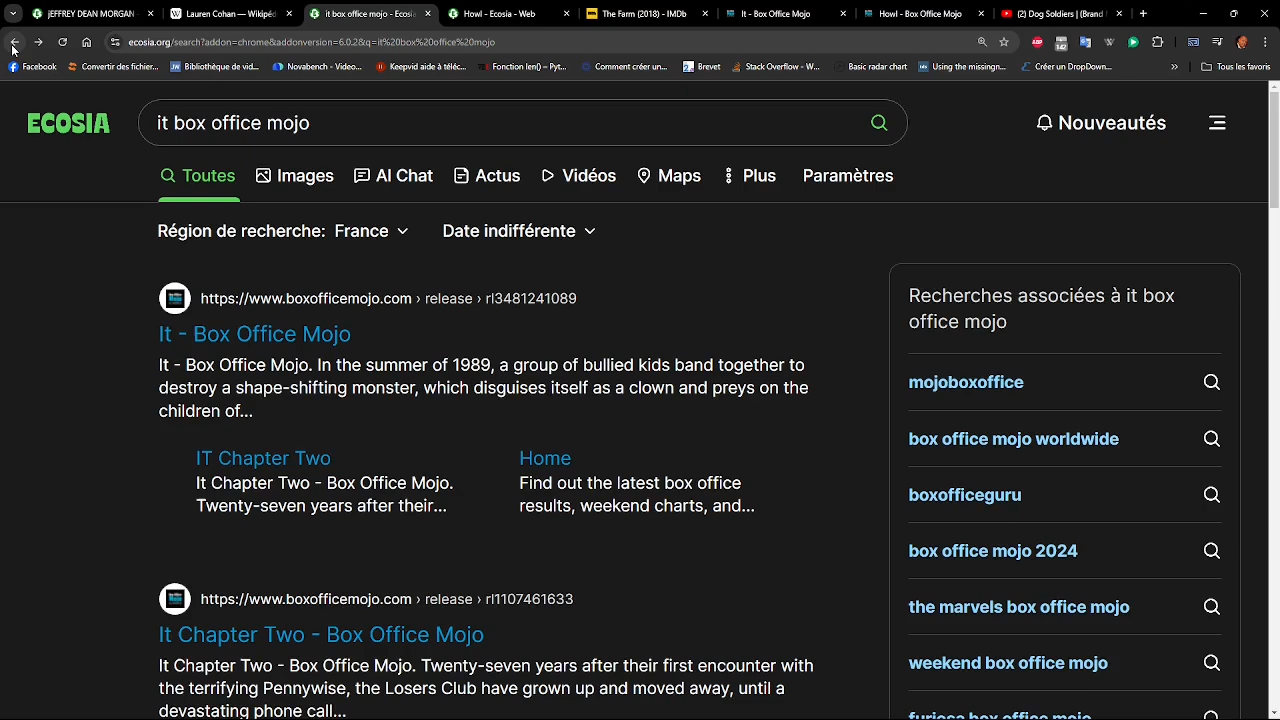 JEFFREY DEAN MORGAN
Lauren Cohan — Wikipéd
it box office mojo - Ecosia
Howl - Ecosia - Web
The Farm (2018) - IMDb
It - Box Office Mojo
Howl - Box Office Mojo
(2) Dog Soldiers | (Brand
ecosia.org/search?addon=chrome&addonversion=6.0.2&q=it%20box%20office%20mojo
Facebook
Convertir des fichier...
Bibliothèque de vid...
Novabench - Video...
Keepvid aide à téléc...
Fonction len() – Pyt...
Comment créer un...
Brevet
Stack Overflow - W...
Basic radar chart
Using the missingn...
Créer un DropDown...
»
Tous les favoris
ECOSIA
it box office mojo
Nouveautés
Toutes
Images
AI Chat
Actus
Vidéos
Maps
Plus
Paramètres
Région de recherche: France
Date indifférente
https://www.boxofficemojo.com › release › rl3481241089
It - Box Office Mojo
It - Box Office Mojo. In the summer of 1989, a group of bullied kids band together to
destroy a shape-shifting monster, which disguises itself as a clown and preys on the
children of...
IT Chapter Two
It Chapter Two - Box Office Mojo.
Twenty-seven years after their...
Home
Find out the latest box office
results, weekend charts, and...
https://www.boxofficemojo.com › release › rl1107461633
It Chapter Two - Box Office Mojo
It Chapter Two - Box Office Mojo. Twenty-seven years after their first encounter with
the terrifying Pennywise, the Losers Club have grown up and moved away, until a
devastating phone call...
Recherches associées à it box
office mojo
mojoboxoffice
box office mojo worldwide
boxofficeguru
box office mojo 2024
the marvels box office mojo
weekend box office mojo
furiosa box office mojo